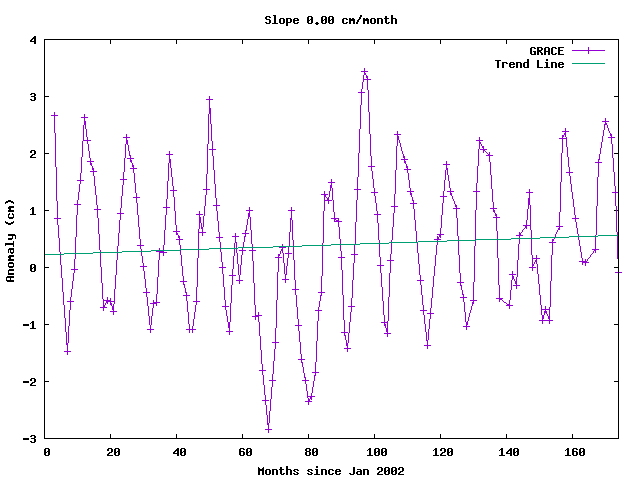 Slope 0.00 cm/month
GRACE
Trend Line
4
3
2
1
0
-1
-2
-3
Anomaly (cm)
0 20 40 60 80 100 120 140 160
Months since Jan 2002